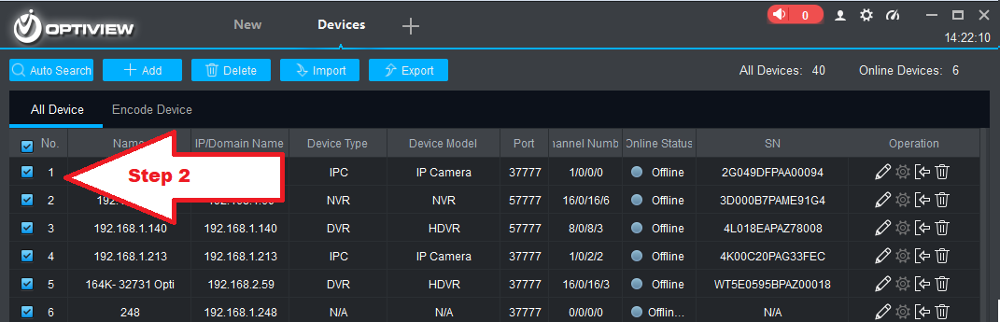 OPTIVIEW New Devices 0
14:22:10
Auto Search Add Delete Import Export All Devices: 40 Online Devices: 6
All Device Encode Device
No. Name IP/Domain Name Device Type Device Model Port hannel Numb Online Status SN Operation
Step 2
1 IPC IP Camera 37777 1/0/0/0 Offline 2G049DFPAA00094
2 NVR NVR 57777 16/0/16/6 Offline 3D000B7PAME91G4
3 192.168.1.140 192.168.1.140 DVR HDVR 57777 8/0/8/3 Offline 4L018EAPAZ78008
4 192.168.1.213 192.168.1.213 IPC IP Camera 37777 1/0/2/2 Offline 4K00C20PAG33FEC
5 164K- 32731 Opti 192.168.2.59 DVR HDVR 37777 16/0/16/3 Offline WT5E0595BPAZ00018
6 248 192.168.1.248 N/A N/A 37777 0/0/0/0 Offlin... N/A